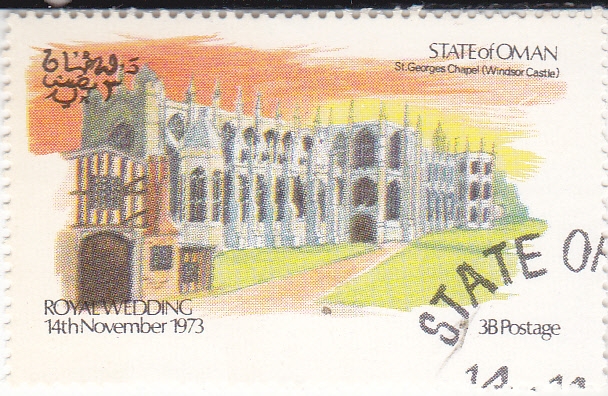 STATE of OMAN
St. Georges Chapel (Windsor Castle)
ROYAL WEDDING
14th November 1973
3B Postage
STATE OF